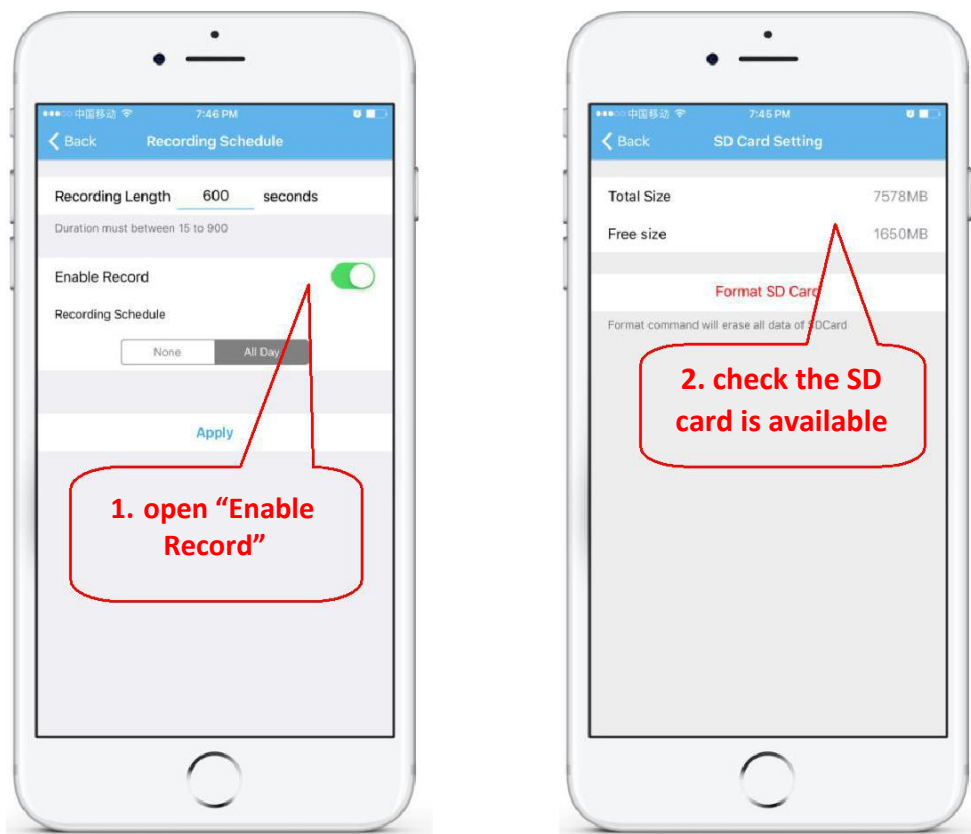 中国移动 7:46 PM
Back Recording Schedule
Recording Length 600 seconds
Duration must between 15 to 900
Enable Record
Recording Schedule
None All Day
Apply
1. open “Enable
Record”
中国移动 7:45 PM
Back SD Card Setting
Total Size 7578MB
Free size 1650MB
Format SD Card
Format command will erase all data of SDCard
2. check the SD
card is available